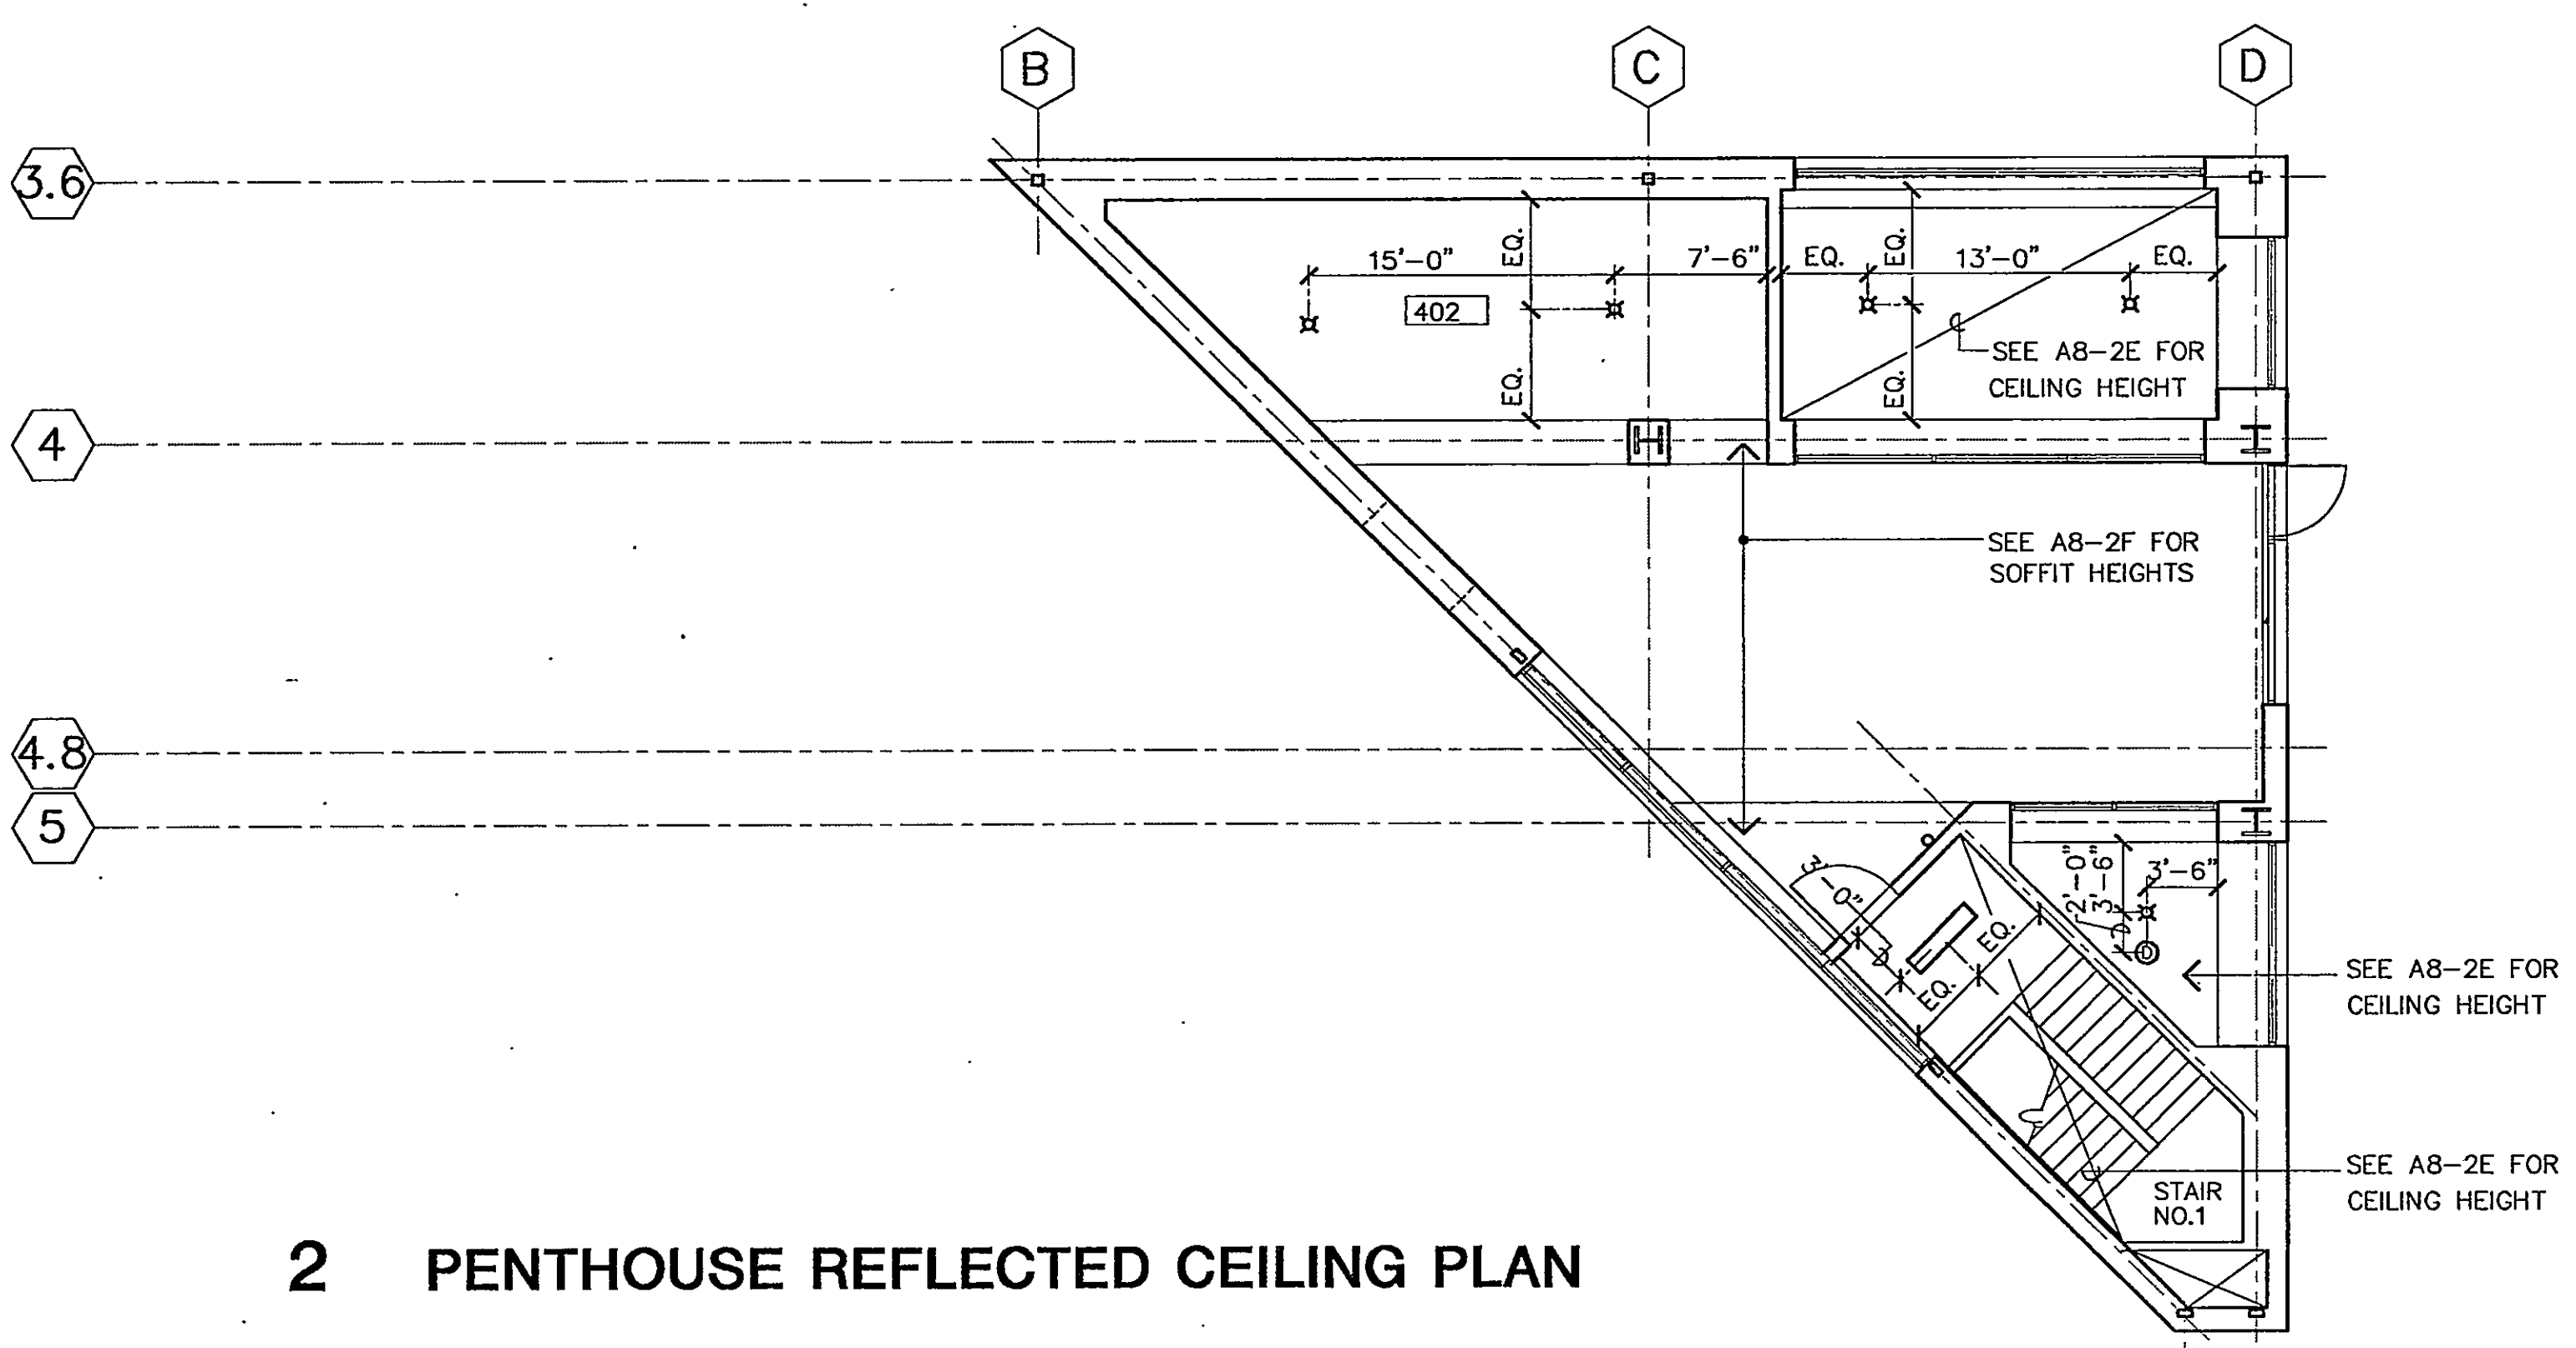 B
C
D
3.6
15'-0"
EQ.
7'-6"
EQ.
EQ.
13'-0"
EQ.
402
SEE A8-2E FOR
CEILING HEIGHT
EQ.
EQ.
4
SEE A8-2F FOR
SOFFIT HEIGHTS
4.8
5
3'-0"
2'-0"
3'-6"
3'-6"
EQ.
EQ.
D
SEE A8-2E FOR
CEILING HEIGHT
SEE A8-2E FOR
CEILING HEIGHT
STAIR
NO.1
2 PENTHOUSE REFLECTED CEILING PLAN